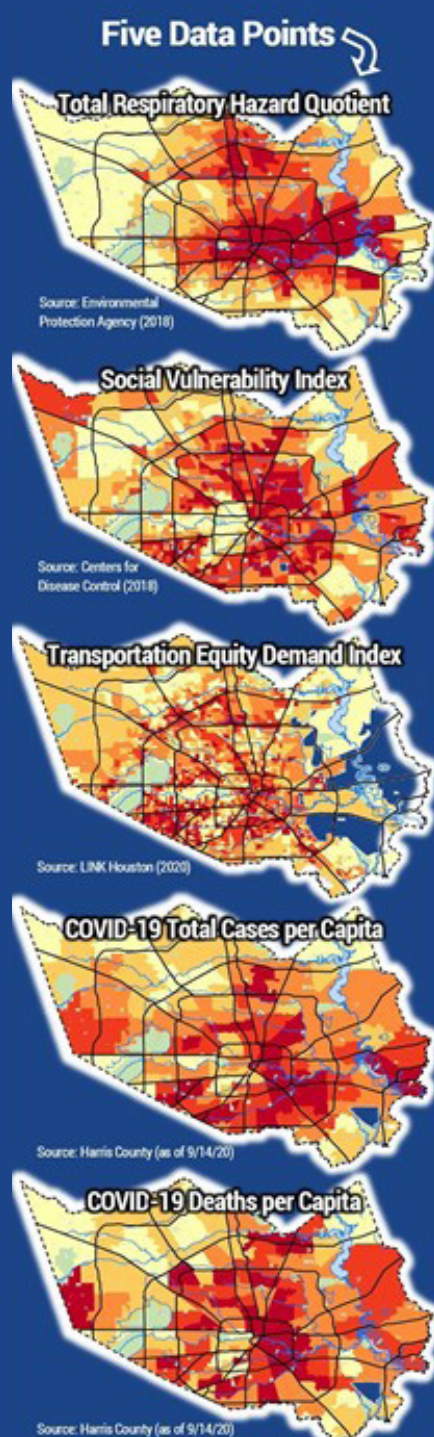 Five Data Points
Total Respiratory Hazard Quotient
Source: Environmental
Protection Agency (2018)
Social Vulnerability Index
Source: Centers for
Disease Control (2018)
Transportation Equity Demand Index
Source: LINK Houston (2020)
COVID-19 Total Cases per Capita
Source: Harris County (as of 9/14/20)
COVID-19 Deaths per Capita
Source: Harris County (as of 9/14/20)